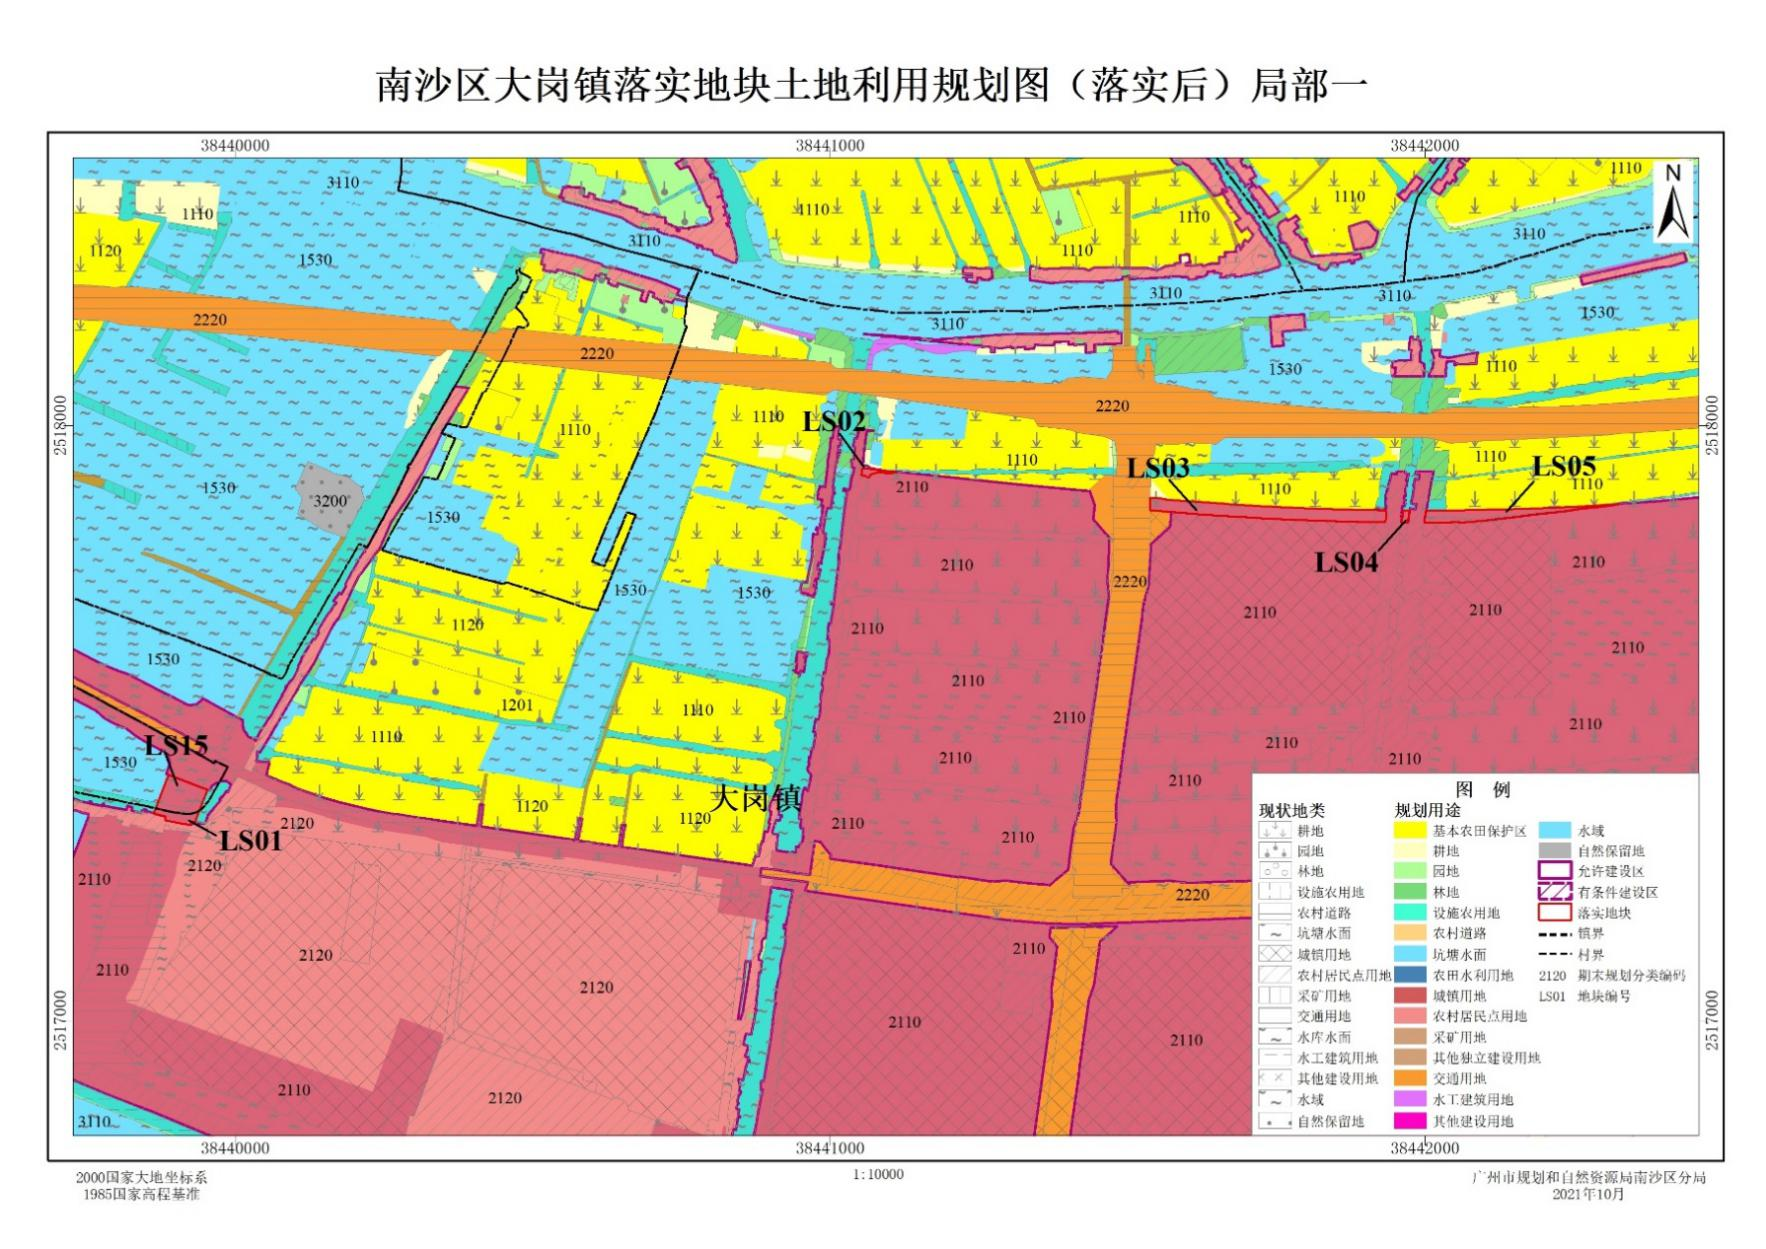 南沙区大岗镇落实地块土地利用规划图（落实后）局部一
38440000
38441000
38442000
N
3110
1110
1120
1530
3110
1110
1110
1110
1110
1110
3110
3110
3110
3110
1530
2220
2220
1530
1110
2518000
2518000
1110
1110
LS02
2220
1110
LS03
1110
LS05
1110
1110
2110
1530
3200
1530
LS04
2110
2110
2220
1530
1530
2110
2110
2110
1120
2110
2110
1530
2110
1201
1110
2110
2110
1110
LS15
2110
2110
1530
2110
2110
大岗镇
1120
1120
2120
LS01
2110
2110
2120
2110
2220
2110
2120
2110
2120
2110
2110
2110
2120
3110
2517000
2517000
图 例
现状地类
耕地
园地
林地
设施农用地
农村道路
坑塘水面
城镇用地
农村居民点用地
采矿用地
交通用地
水库水面
水工建筑用地
其他建设用地
水域
自然保留地
规划用途
基本农田保护区
耕地
园地
林地
设施农用地
农村道路
坑塘水面
农田水利用地
城镇用地
农村居民点用地
采矿用地
其他独立建设用地
交通用地
水工建筑用地
其他建设用地
水域
自然保留地
允许建设区
有条件建设区
落实地块
镇界
村界
2120 期末规划分类编码
LS01 地块编号
38440000
38441000
38442000
2000国家大地坐标系
1985国家高程基准
1:10000
广州市规划和自然资源局南沙区分局
2021年10月